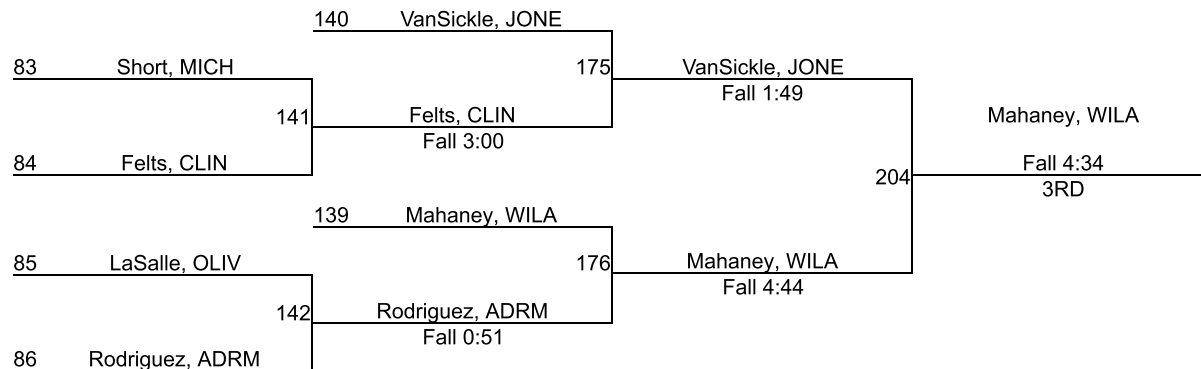 140 VanSickle, JONE
83 Short, MICH
175 VanSickle, JONE
Fall 1:49
141 Felts, CLIN
Fall 3:00
Mahaney, WILA
84 Felts, CLIN
204 Fall 4:34
3RD
139 Mahaney, WILA
85 LaSalle, OLIV
176 Mahaney, WILA
Fall 4:44
142 Rodriguez, ADRM
Fall 0:51
86 Rodriguez, ADRM